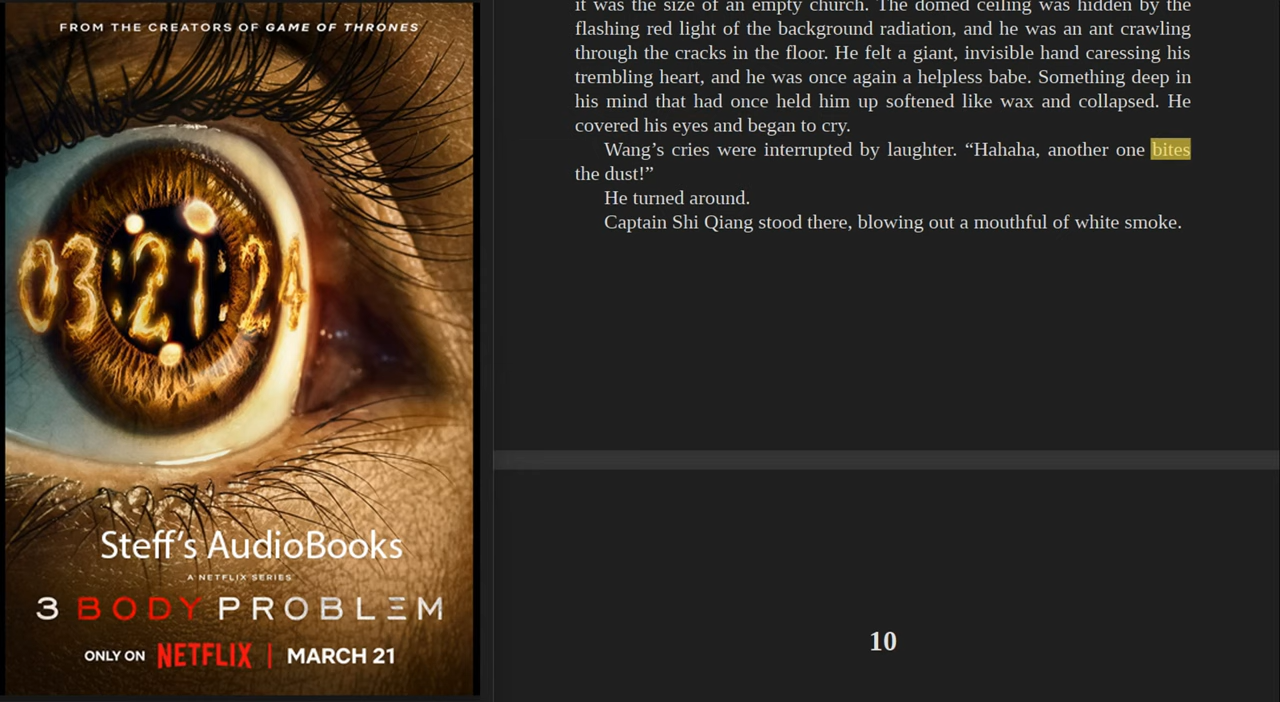 FROM THE CREATORS OF GAME OF THRONES
03:21:24
Steff's AudioBooks
A NETFLIX SERIES
3 BODY PROBLEM
ONLY ON NETFLIX | MARCH 21
it was the size of an empty church. The domed ceiling was hidden by the
flashing red light of the background radiation, and he was an ant crawling
through the cracks in the floor. He felt a giant, invisible hand caressing his
trembling heart, and he was once again a helpless babe. Something deep in
his mind that had once held him up softened like wax and collapsed. He
covered his eyes and began to cry.
Wang’s cries were interrupted by laughter. “Hahaha, another one bites
the dust!”
He turned around.
Captain Shi Qiang stood there, blowing out a mouthful of white smoke.
10